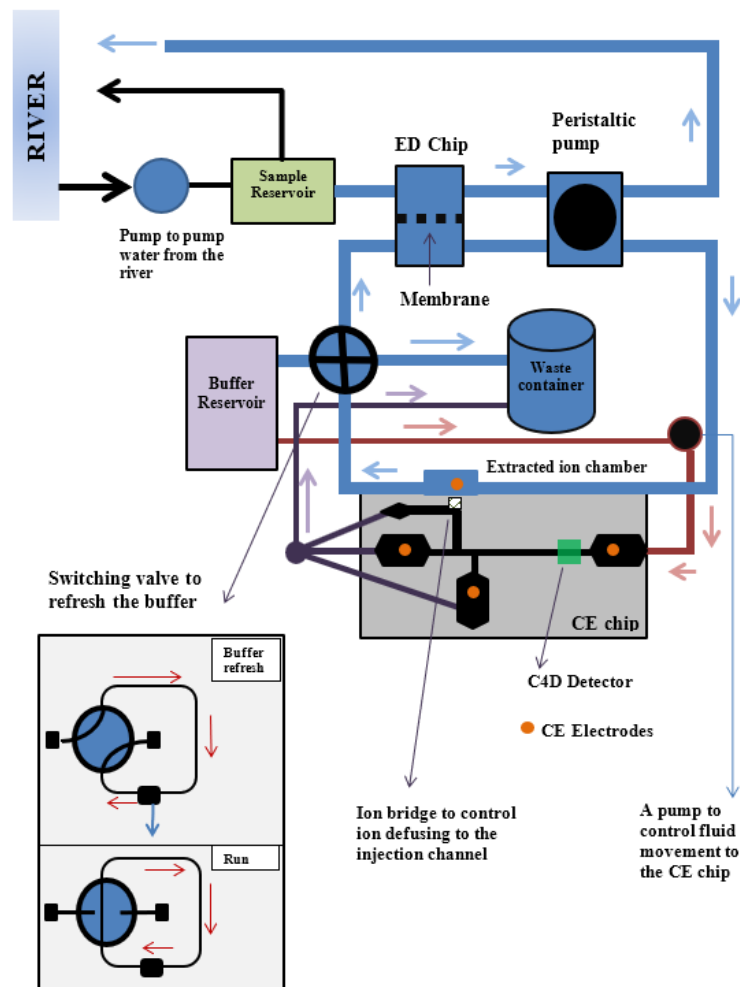 RIVER
Sample
Reservoir
Pump to pump
water from the
river
ED Chip
Peristaltic
pump
Membrane
Buffer
Reservoir
Waste
container
Extracted ion chamber
Switching valve to
refresh the buffer
CE chip
C4D Detector
CE Electrodes
Buffer
refresh
Run
Ion bridge to control
ion defusing to the
injection channel
A pump to
control fluid
movement to
the CE chip